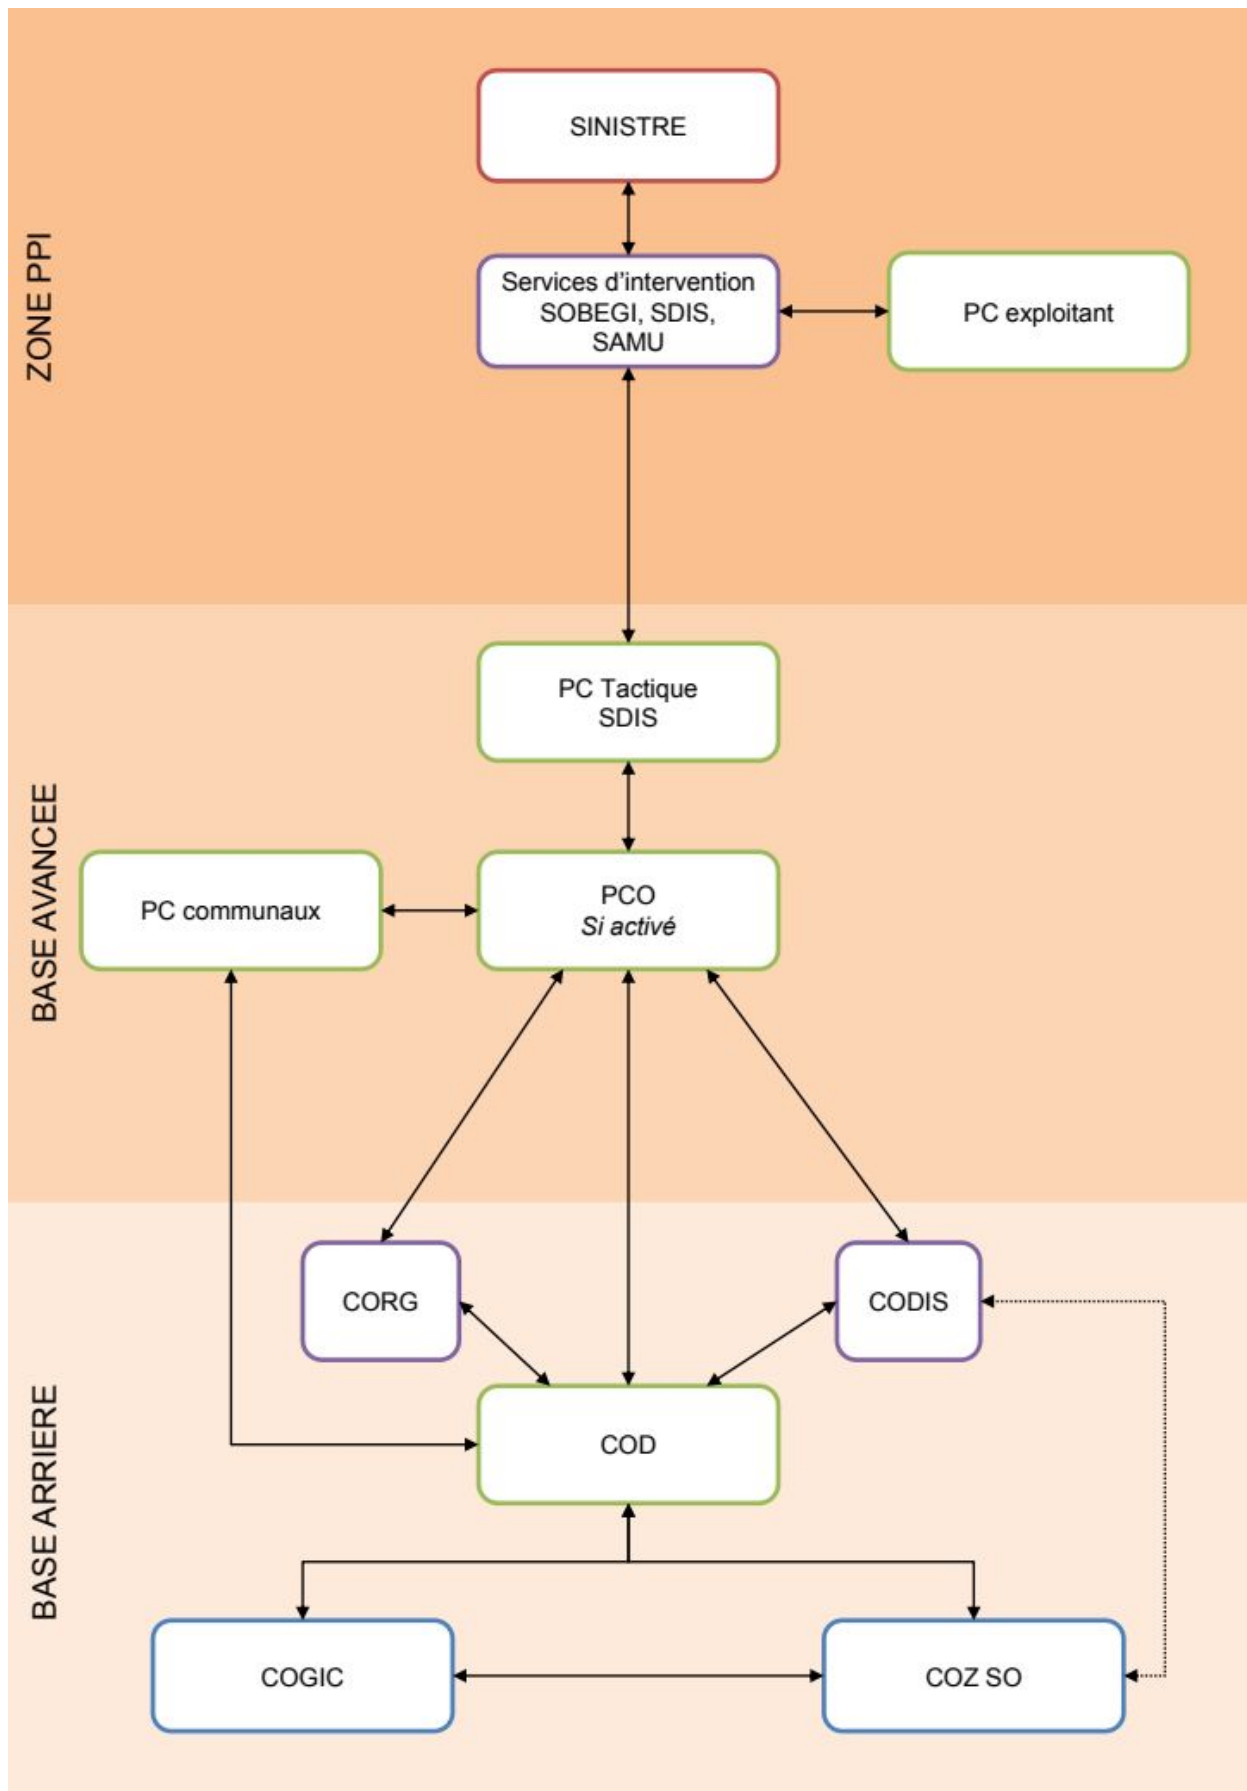 SINISTRE
ZONE PPI
Services d'intervention
SOBEGI, SDIS,
SAMU
PC exploitant
PC Tactique
SDIS
BASE AVANCEE
PC communaux
PCO
Si activé
CORG
CODIS
BASE ARRIERE
COD
COGIC
COZ SO